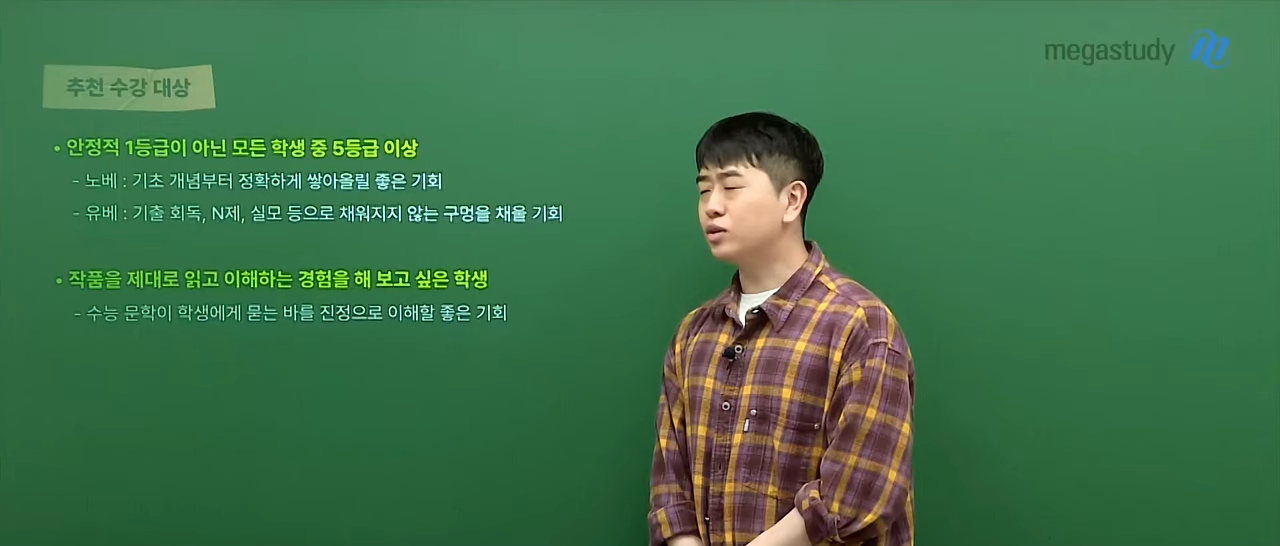 megastudy
추천 수강 대상
• 안정적 1등급이 아닌 모든 학생 중 5등급 이상
- 노베 : 기초 개념부터 정확하게 쌓아올릴 좋은 기회
- 유베 : 기출 회독, N제, 실모 등으로 채워지지 않는 구멍을 채울 기회
• 작품을 제대로 읽고 이해하는 경험을 해 보고 싶은 학생
- 수능 문학이 학생에게 묻는 바를 진정으로 이해할 좋은 기회